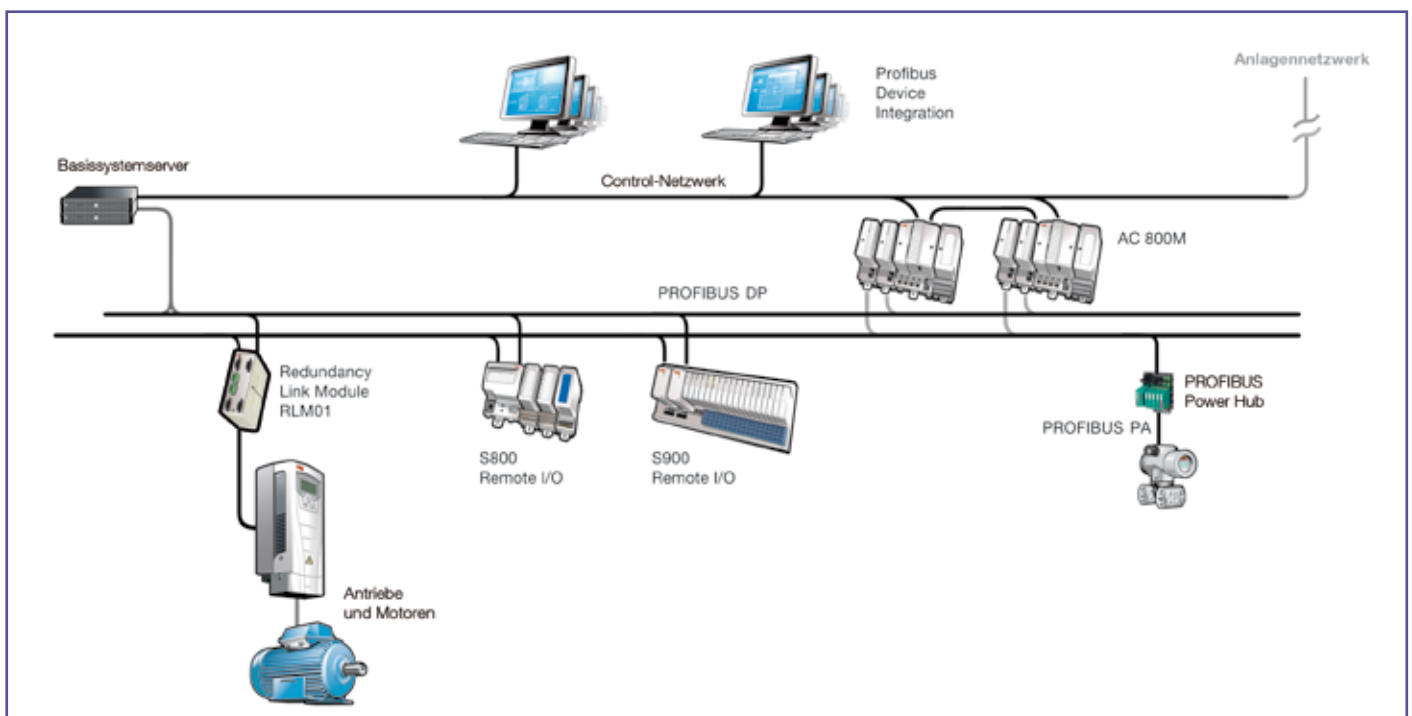 Anlagennetzwerk
Profibus
Device
Integration
Basissystemserver
Control-Netzwerk
AC 800M
PROFIBUS DP
Redundancy
Link Module
RLM01
S800
Remote I/O
S900
Remote I/O
PROFIBUS
Power Hub
PROFIBUS PA
Antriebe
und Motoren